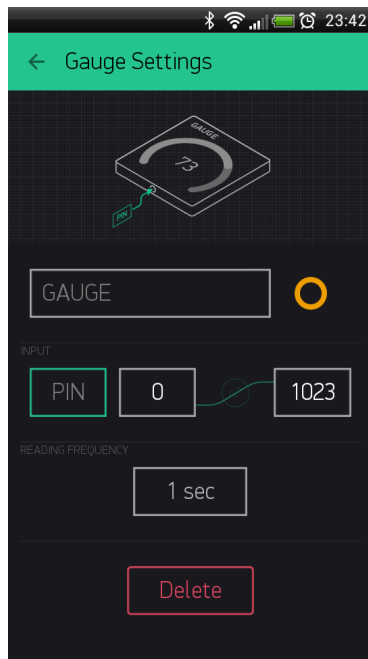 23:42
Gauge Settings
GAUGE
73
PIN
GAUGE
INPUT
PIN 0 1023
READING FREQUENCY
1 sec
Delete